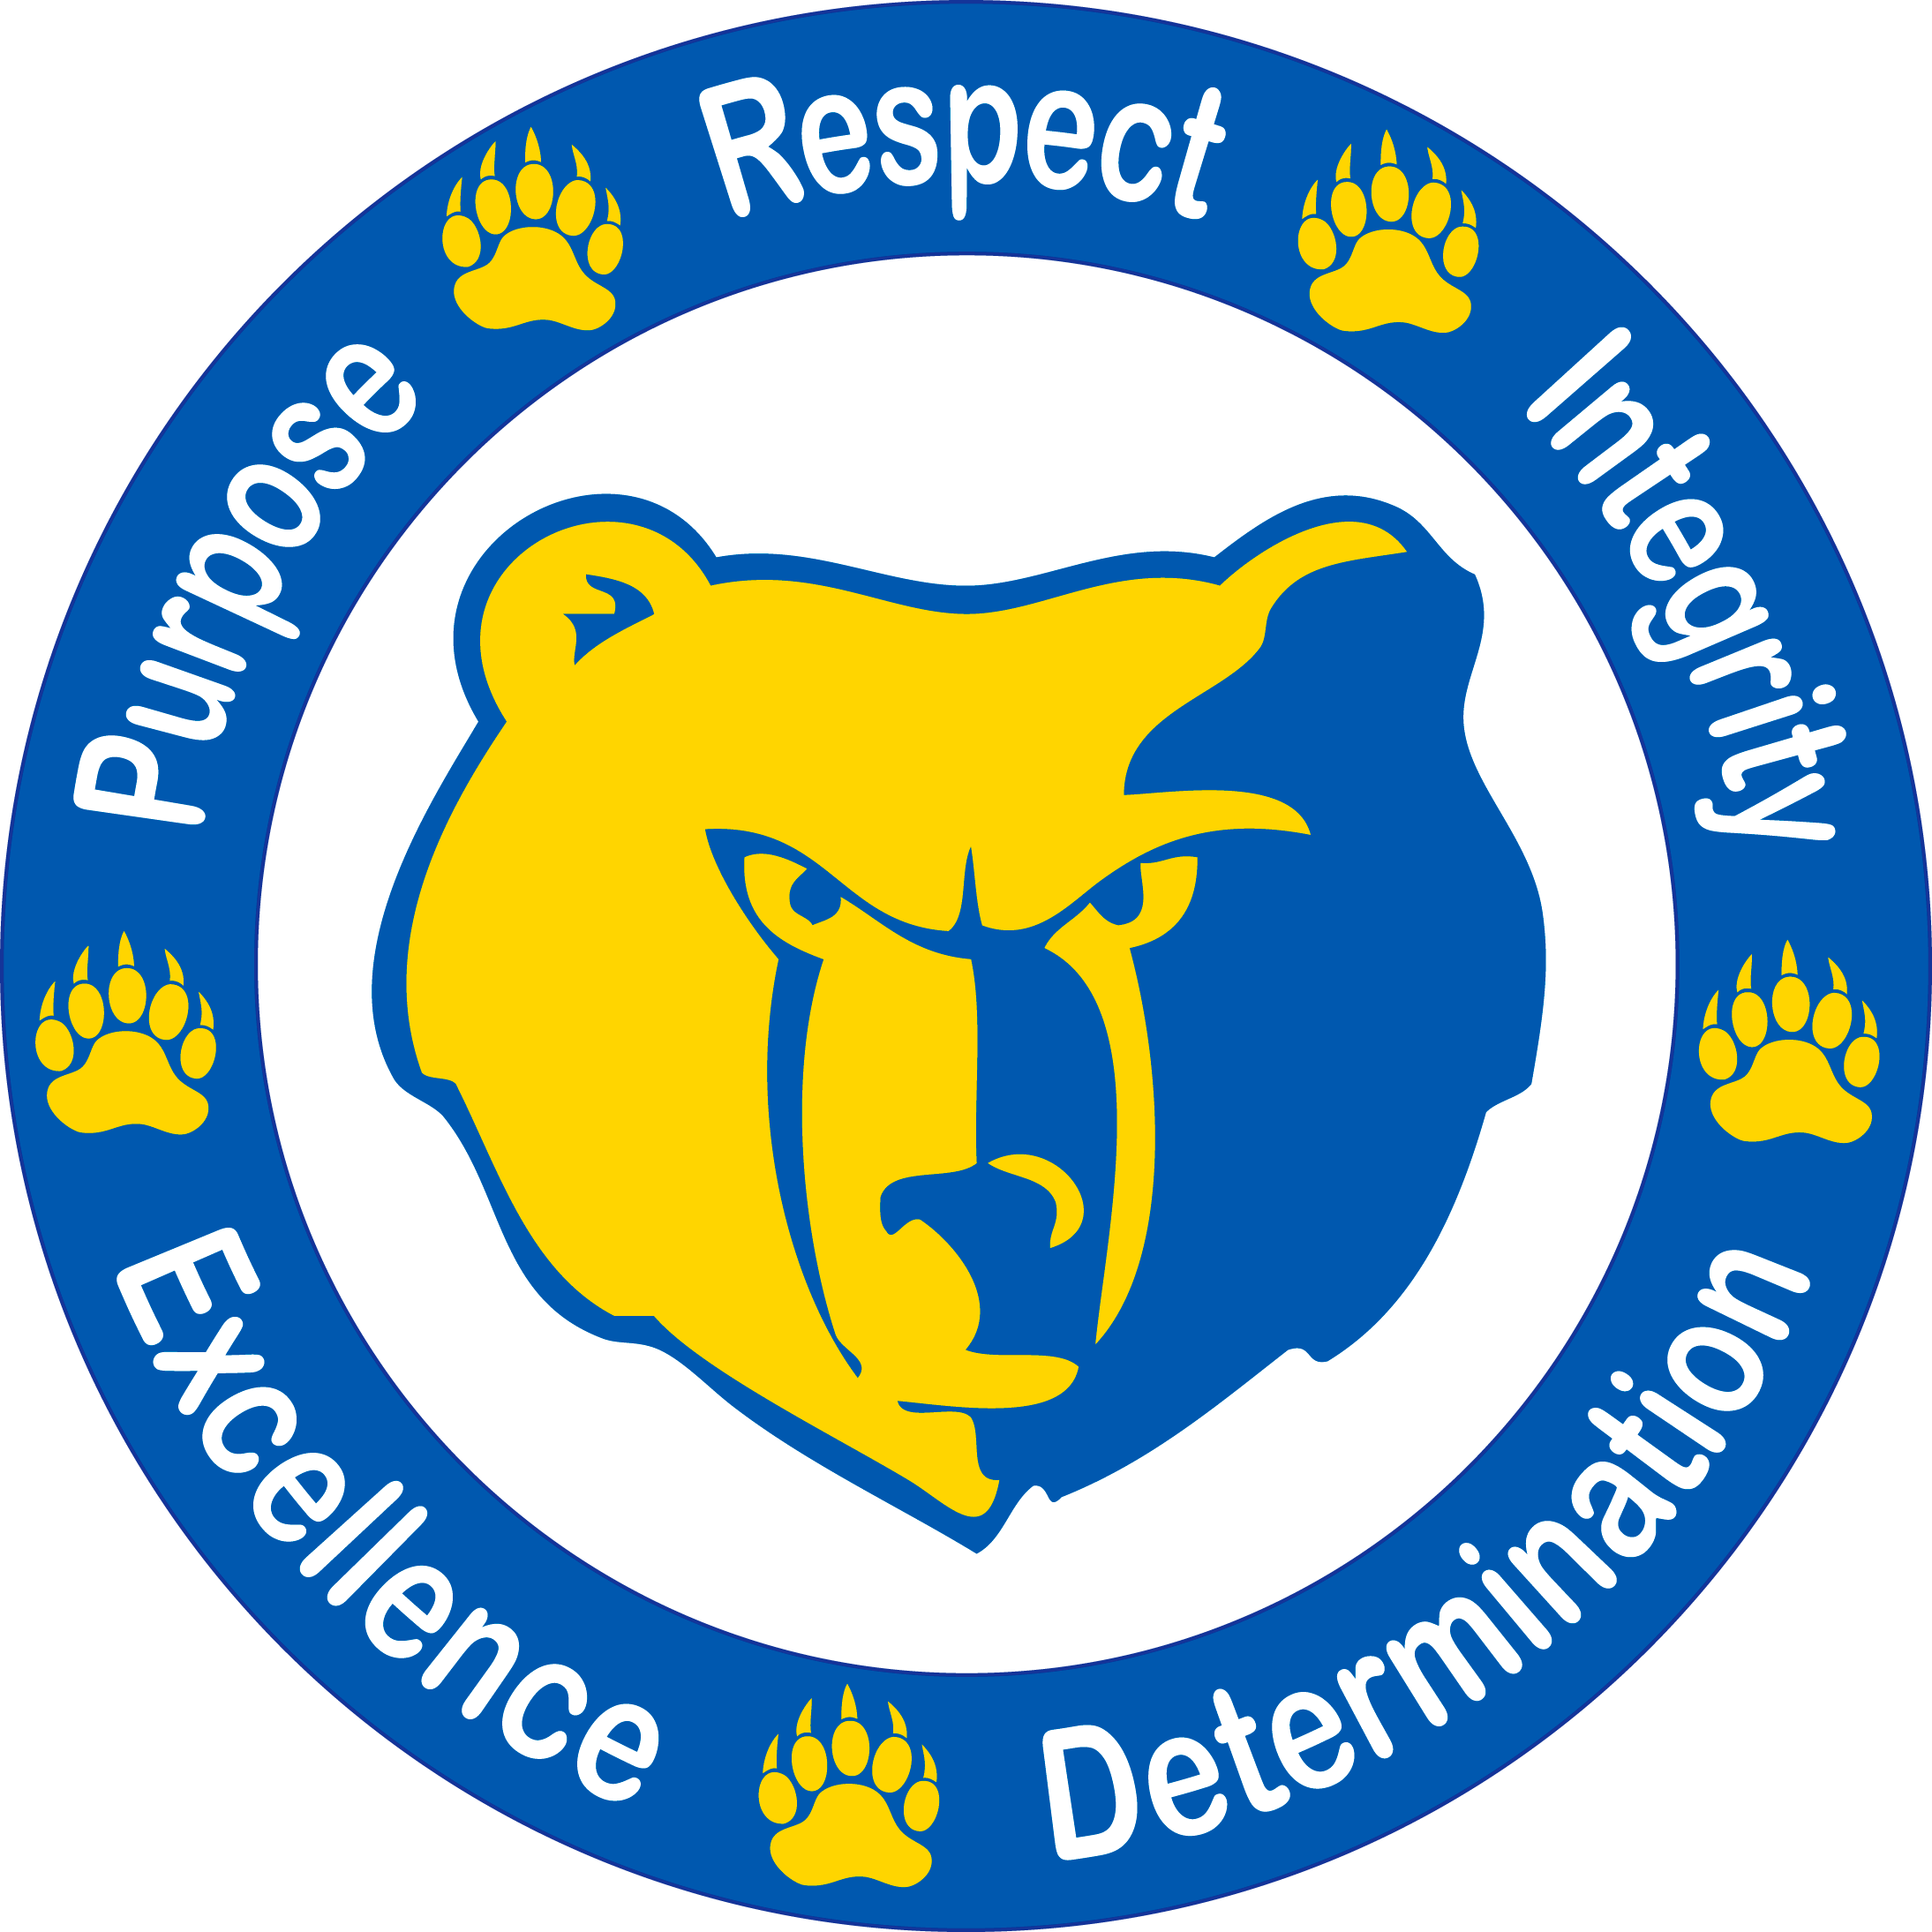 Respect
Integrity
Determination
Excellence
Purpose